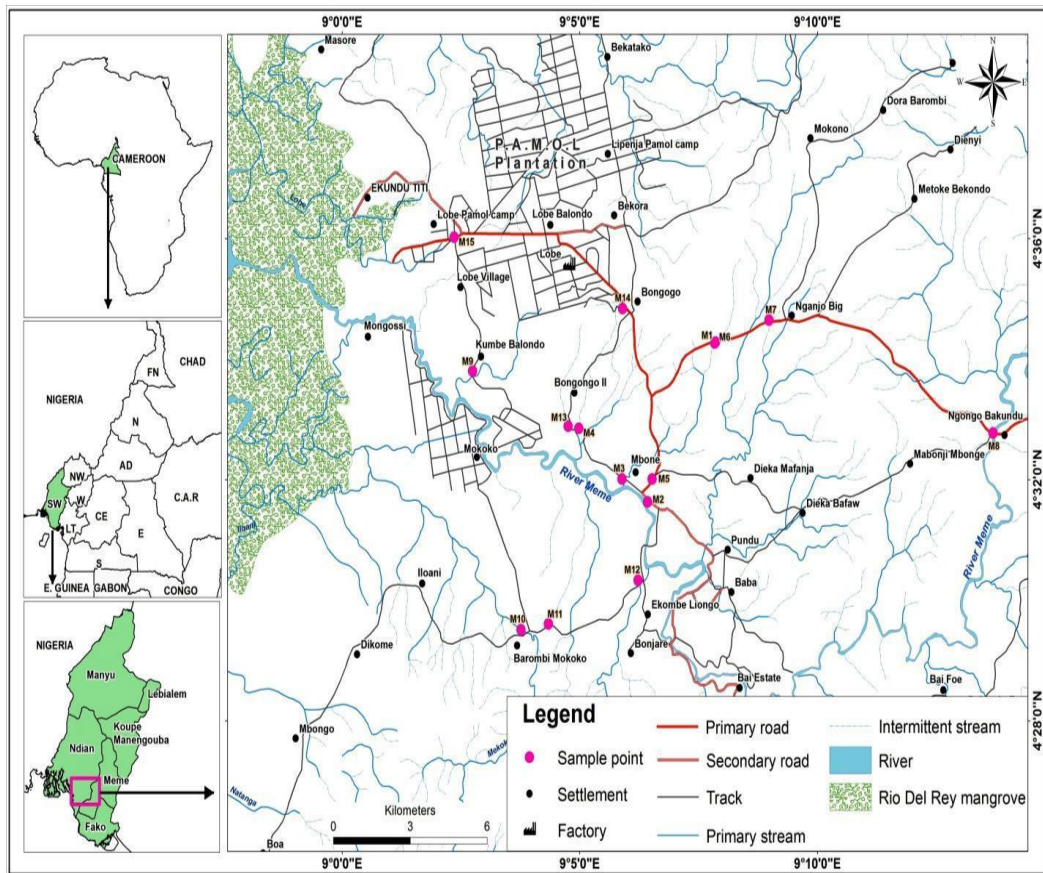 9°0'0"E
9°5'0"E
9°10'0"E
CAMEROON
NIGERIA
CHAD
FN
N
AD
NW
SW
W
C.A.R
LT
CE
E
S
E. GUINEA
GABON
CONGO
NIGERIA
Manyu
Lebialem
Koupe
Manengouba
Ndian
Meme
Fako
Masore
Bekatako
N
W
E
S
Dora Barombi
Mokono
Dienyi
P.A.M.O.L
Plantation
Lipenja Pamol camp
Metoke Bekondo
EKUNDU TITI
Lobe
Lobe Pamol camp
Lobe Balondo
Bekora
M15
4°36'0"N
Lobe
Lobe Village
Bongogo
M14
M7
Nganjo Big
Mongossi
M1
M6
Kumbe Balondo
M9
Bongongo II
Ngongo Bakundu
M13
M4
M8
Mokoko
Mabonji Mbonge
Mbone
M3
M5
Dieka Mafanja
4°32'0"N
River Meme
M2
Dieka Bafaw
Iloani
Pundu
River Meme
Iloani
M12
Baba
Ekombe Liongo
M10
M11
Barombi Mokoko
Dikome
Bonjare
Bai Estate
Bai Foe
4°28'0"N
Mbongo
Natanga
Boa
Legend
Sample point
Settlement
Factory
Primary road
Secondary road
Track
Primary stream
Intermittent stream
River
Rio Del Rey mangrove
Kilometers
0
3
6
9°0'0"E
9°5'0"E
9°10'0"E